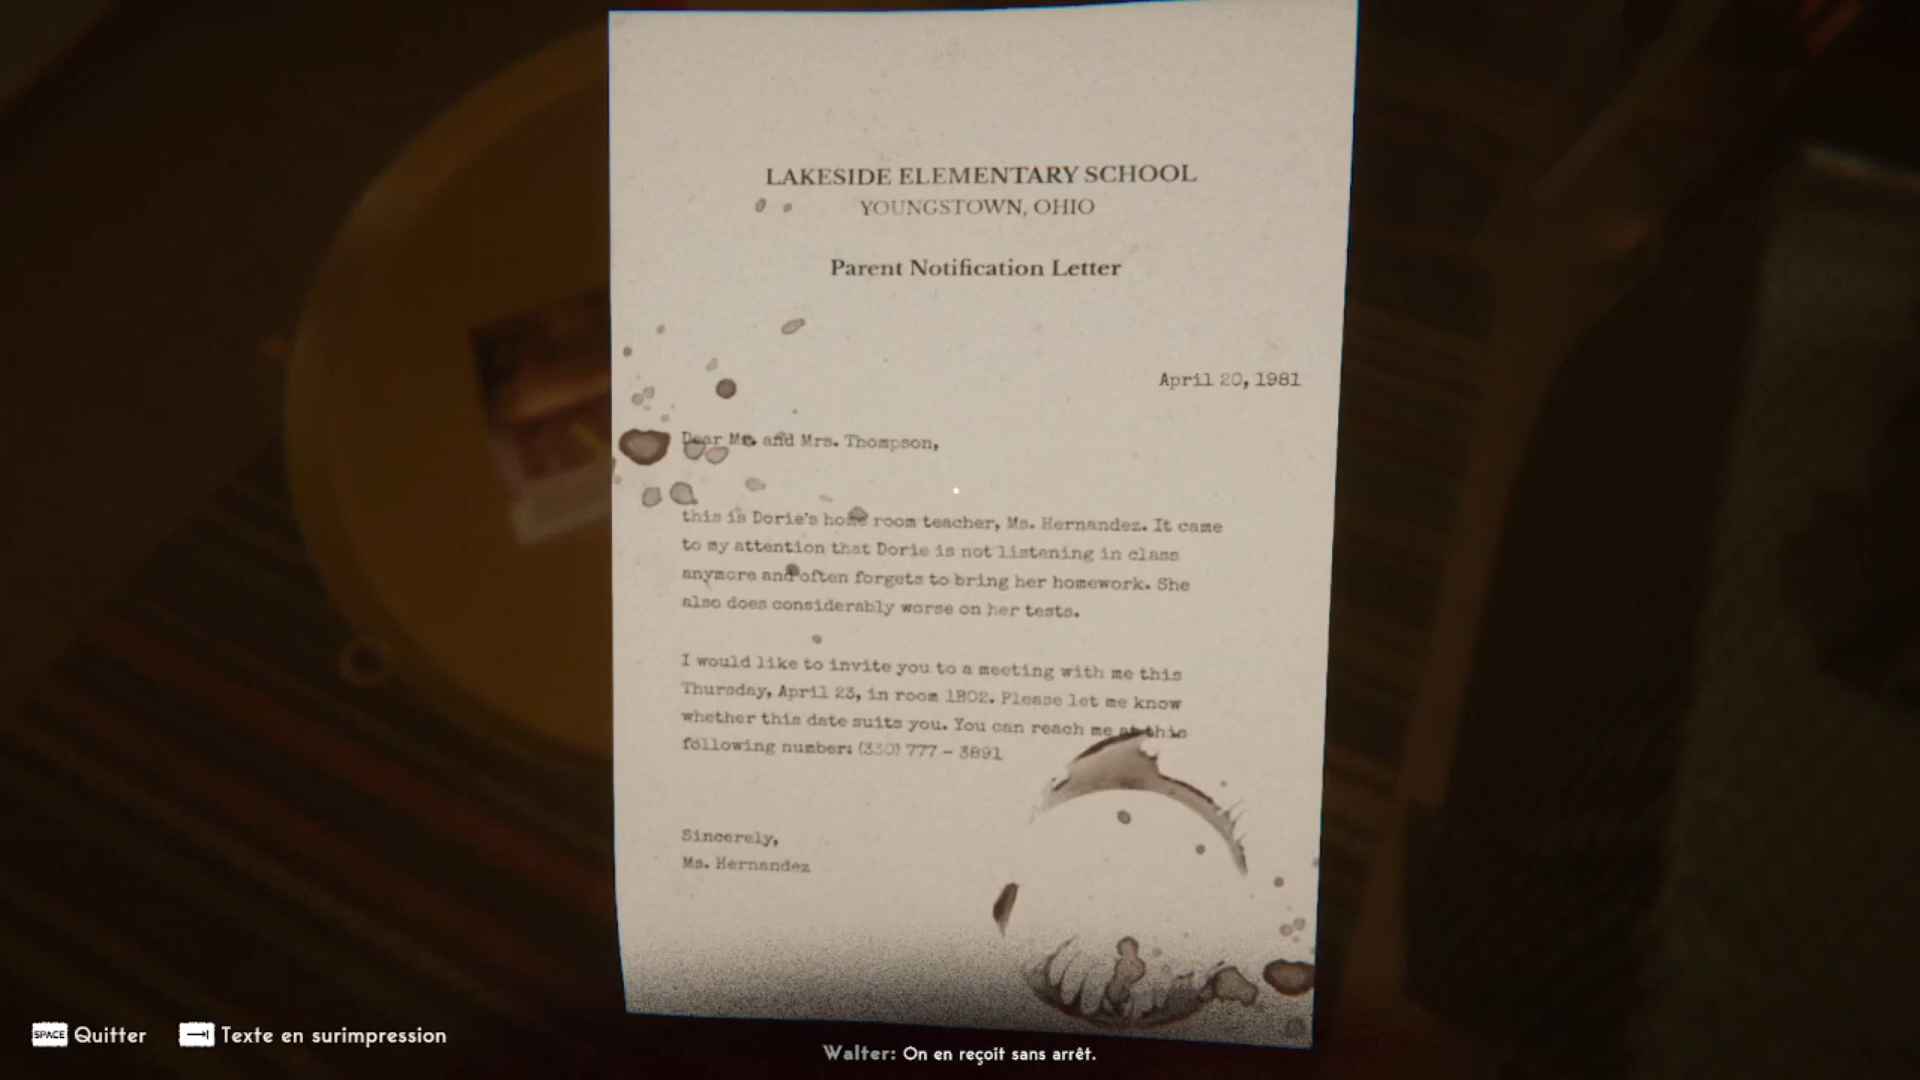 LAKESIDE ELEMENTARY SCHOOL
YOUNGSTOWN, OHIO
Parent Notification Letter
April 20, 1981
Dear Mr. and Mrs. Thompson,
this is Dorie's home room teacher, Ms. Hernandez. It came
to my attention that Dorie is not listening in class
anymore and often forgets to bring her homework. She
also does considerably worse on her tests.
I would like to invite you to a meeting with me this
Thursday, April 23, in room 1B02. Please let me know
whether this date suits you. You can reach me at this
following number: (330) 777 - 3891
Sincerely,
Ms. Hernandez
SPACE Quitter
Texte en surimpression
Walter: On en reçoit sans arrêt.